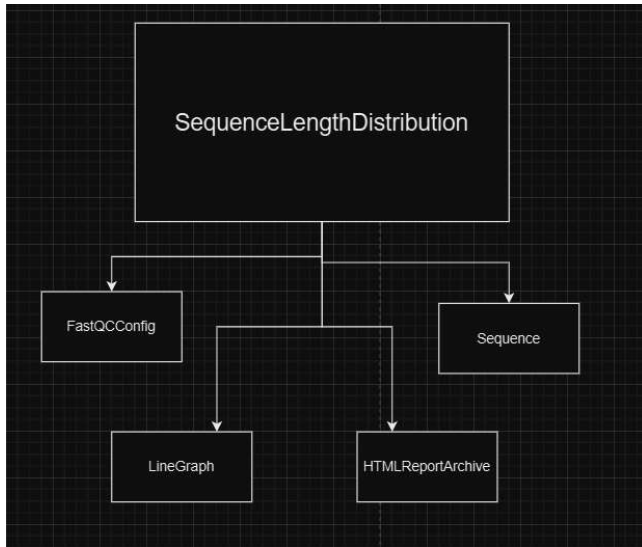 SequenceLengthDistribution
FastQCConfig
Sequence
LineGraph
HTMLReportArchive